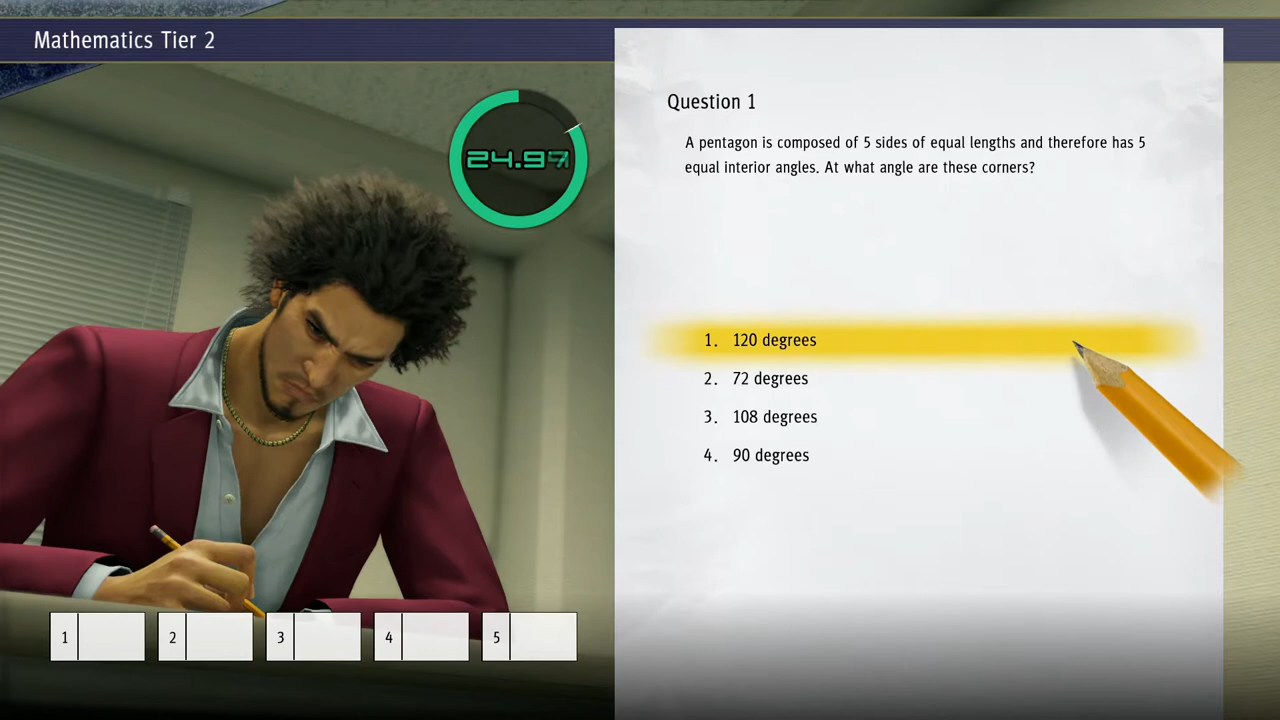 Mathematics Tier 2
24.97
Question 1
A pentagon is composed of 5 sides of equal lengths and therefore has 5
equal interior angles. At what angle are these corners?
1. 120 degrees
2. 72 degrees
3. 108 degrees
4. 90 degrees
1 2 3 4 5